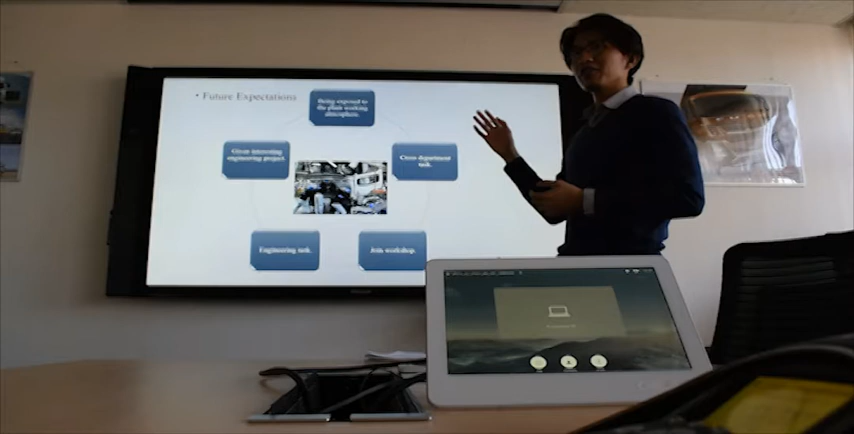 • Future Expectations
Being exposed to
the plant working
atmosphere.
Given interesting
engineering project.
Cross department
task.
Engineering task.
Join workshop.